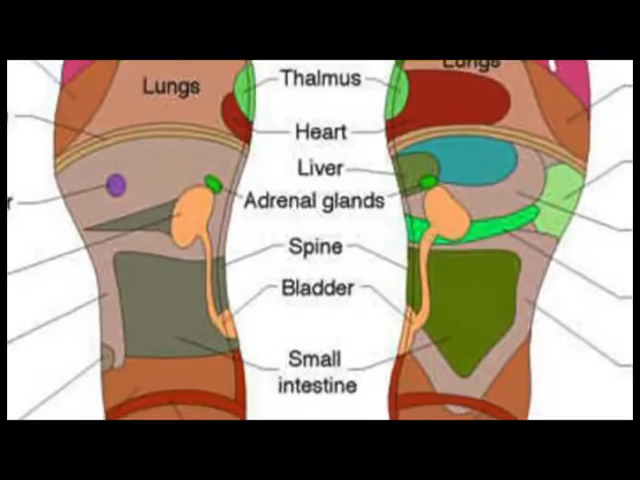 Lungs
Thalmus
Lungs
Heart
Liver
Adrenal glands
Spine
Bladder
Small
intestine
r